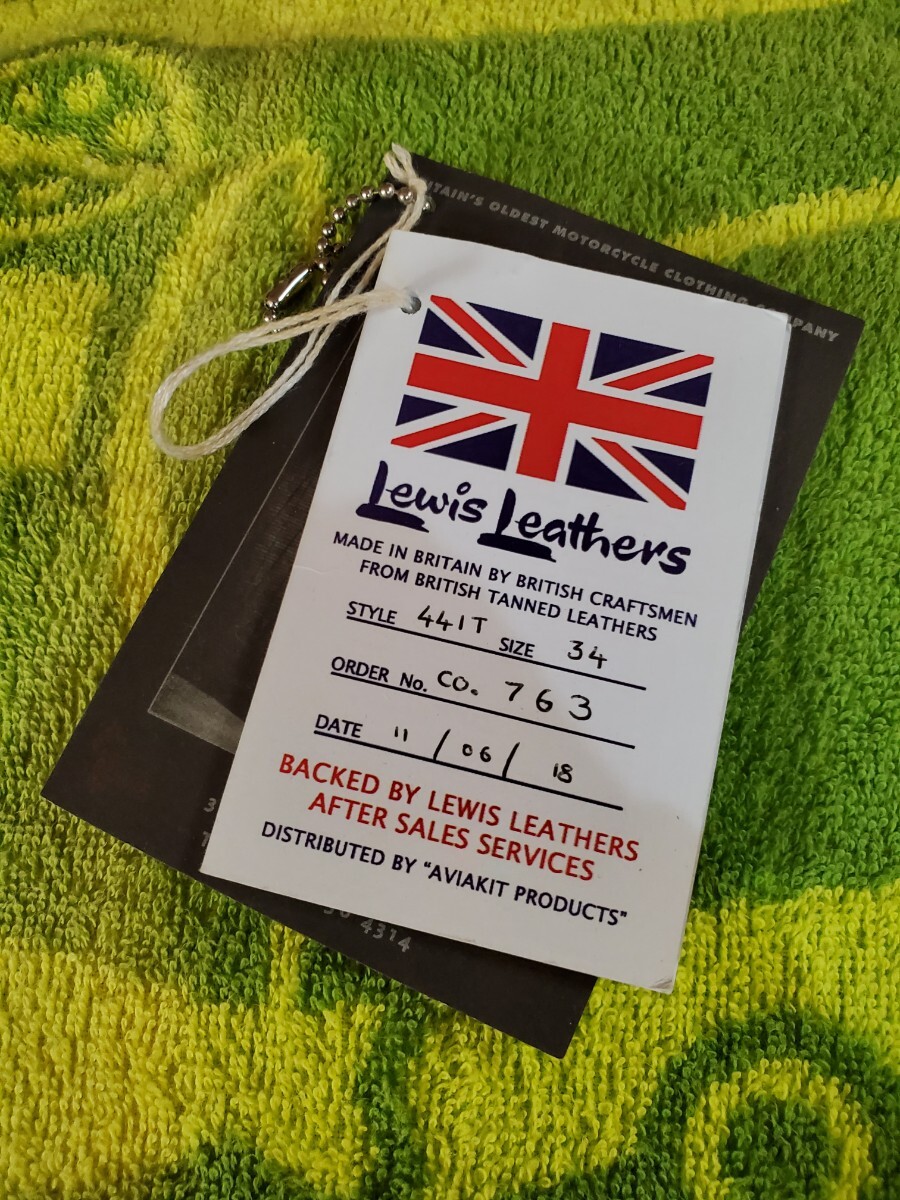 OLDEST MOTORCYCLE CLOTHING
Lewis Leathers
MADE IN BRITAIN BY BRITISH CRAFTSMEN
FROM BRITISH TANNED LEATHERS
STYLE 441T SIZE 34
ORDER No. CO. 763
DATE 11/06/18
BACKED BY LEWIS LEATHERS
AFTER SALES SERVICES
DISTRIBUTED BY "AVIAKIT PRODUCTS"
4314